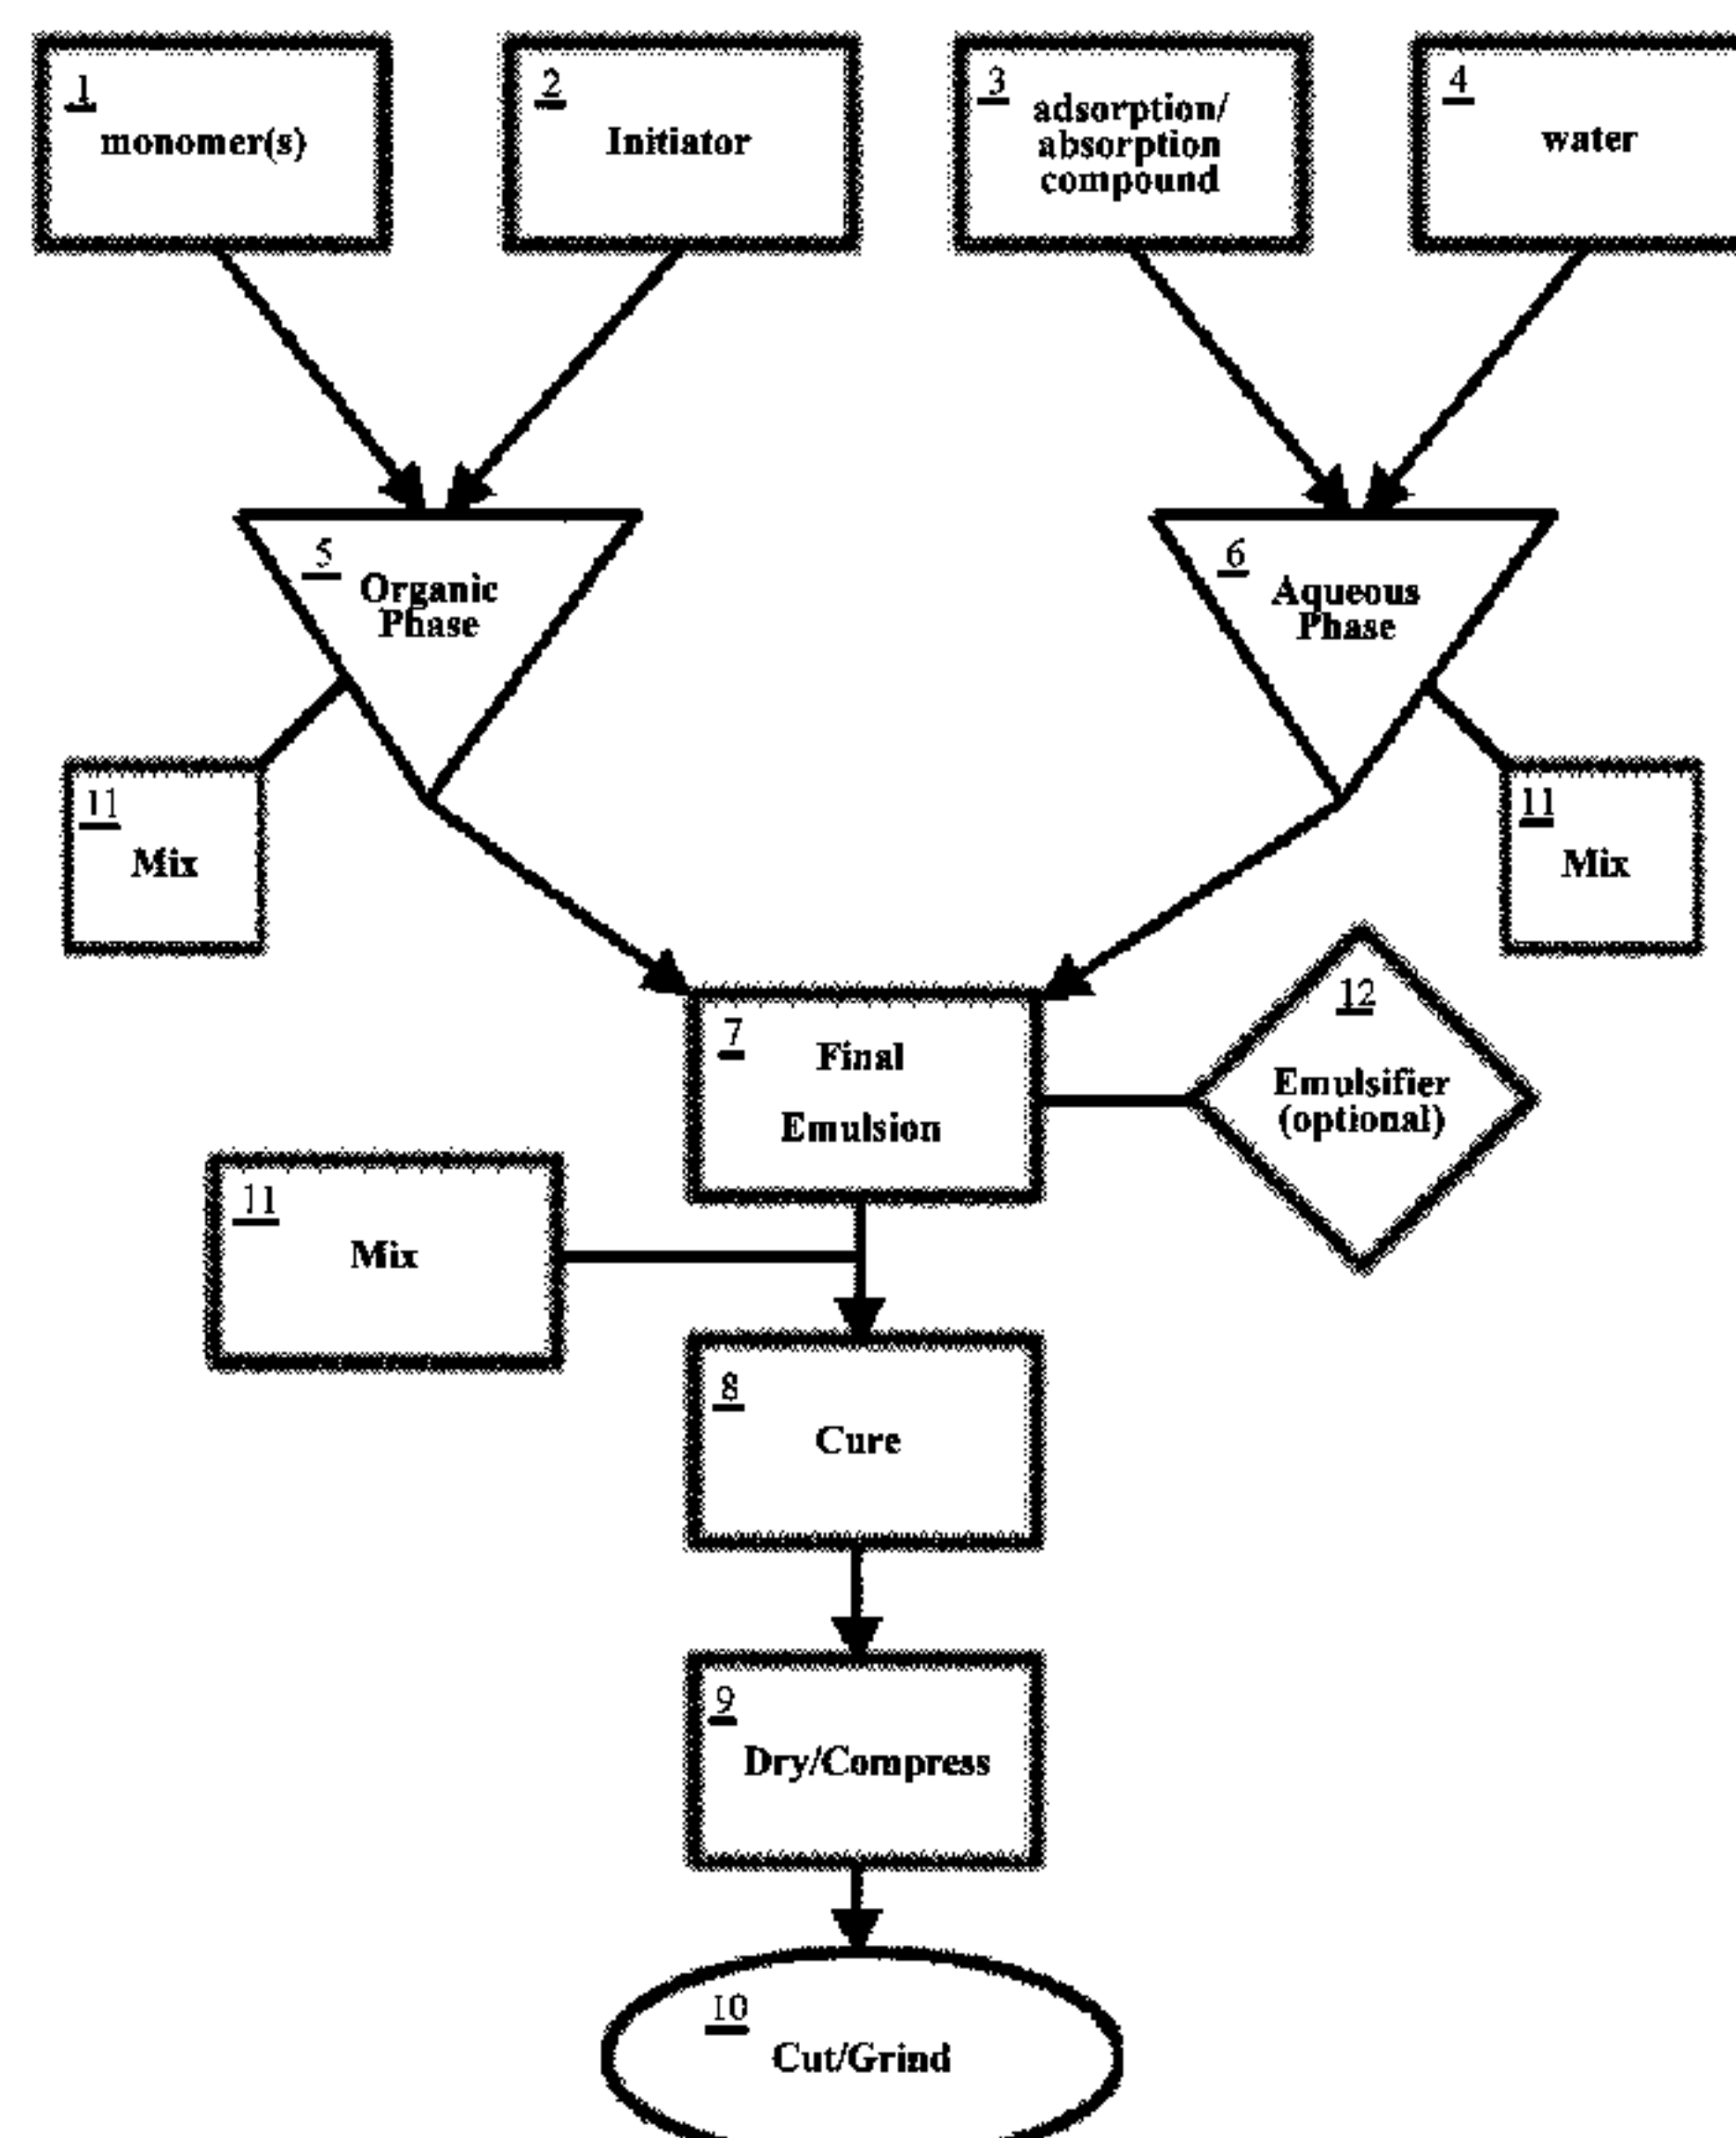 1
monomer(s)
2
Initiator
3
adsorption/
absorption
compound
4
water
5
Organic
Phase
6
Aqueous
Phase
11
Mix
11
Mix
7
Final
Emulsion
12
Emulsifier
(optional)
11
Mix
8
Cure
9
Dry/Compress
10
Cut/Grind